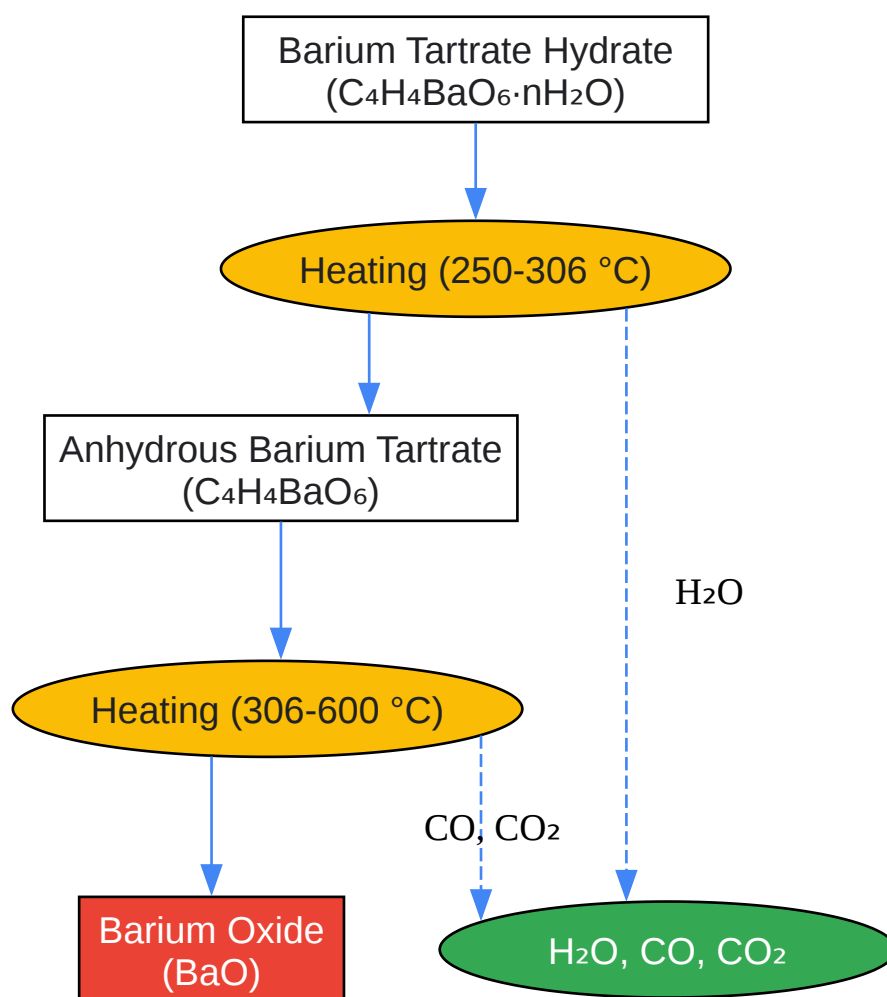 Barium Tartrate Hydrate
(C₄H₄BaO₆·nH₂O)
Heating (250-306 °C)
Anhydrous Barium Tartrate
(C₄H₄BaO₆)
H₂O
Heating (306-600 °C)
CO, CO₂
Barium Oxide
(BaO)
H₂O, CO, CO₂